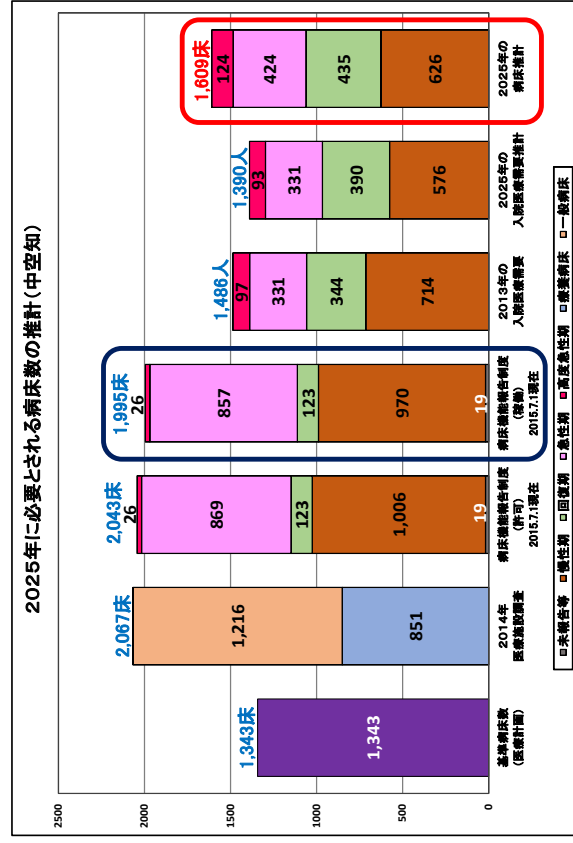 2025年に必要とされる病床数の推計(中空知)
2500
2000
1500
1000
500
0
1,343床
1,343
基準病床数
(医療計画)
2,067床
1,216
851
2014年
医療施設調査
2,043床
26
869
123
1,006
19
病床機能報告制度
(許可)
2015.7.1現在
1,995床
26
857
123
970
19
病床機能報告制度
(稼働)
2015.7.1現在
1,486人
97
331
344
714
2013年の
入院医療需要
1,390人
93
331
390
576
2025年の
入院医療需要推計
1,609床
124
424
435
626
2025年の
病床推計
未報告等 慢性期 回復期 急性期 高度急性期 療養病床 一般病床